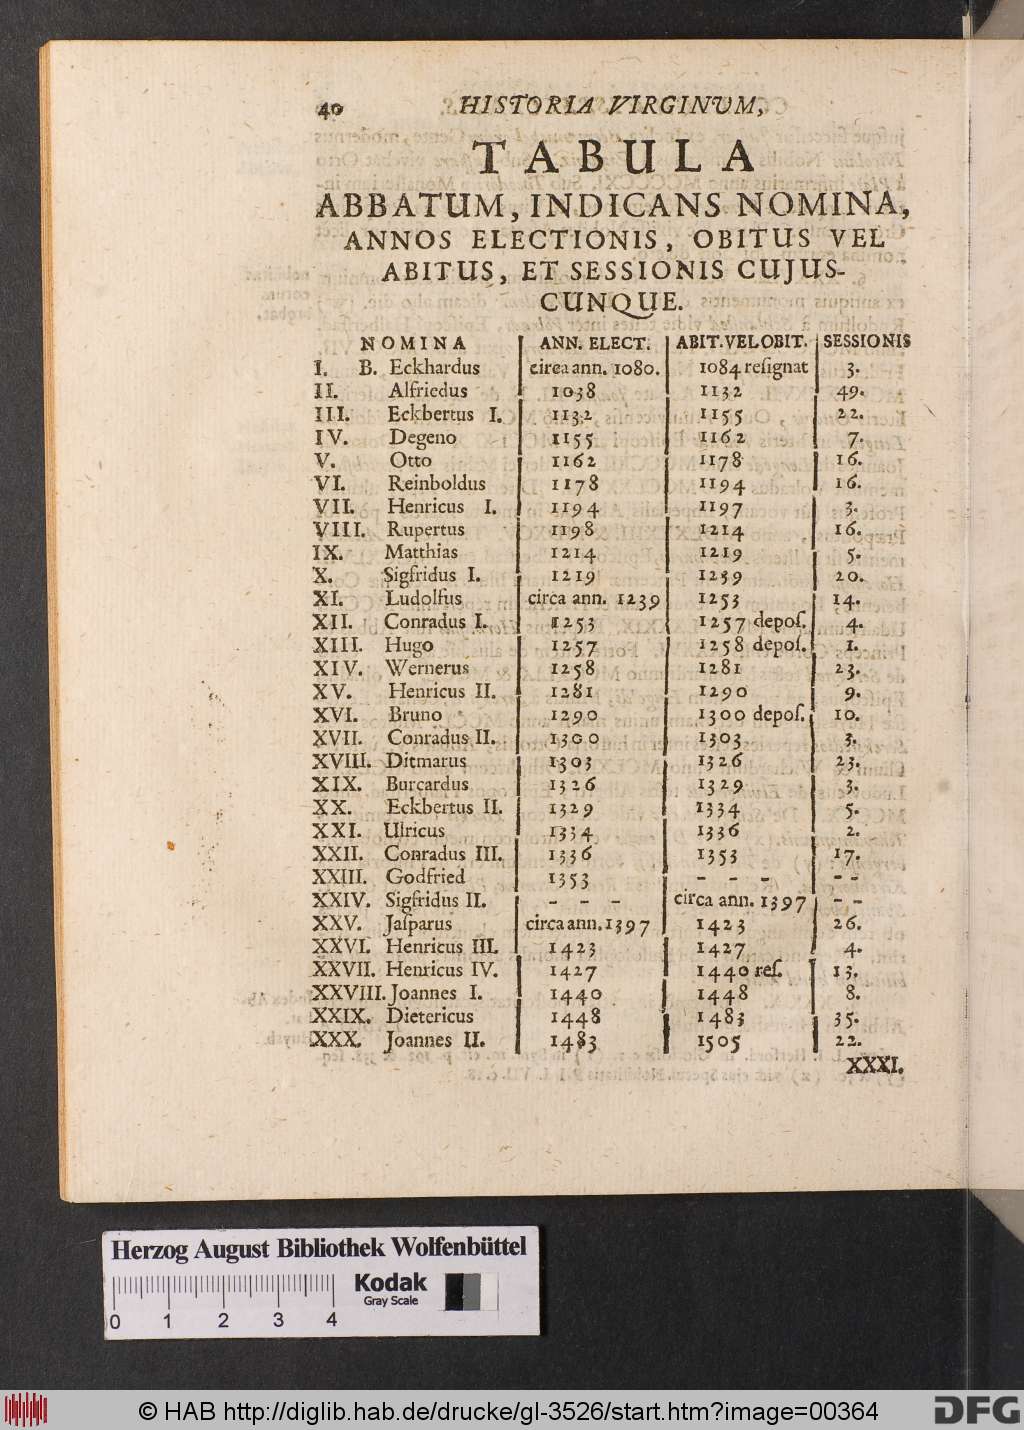 40 HISTORIA VIRGINUM,
TABULA
ABBATUM, INDICANS NOMINA,
ANNOS ELECTIONIS, OBITUS VEL
ABITUS, ET SESSIONIS CUJUS-
CUNQUE.
NOMINA ANN. ELECT. ABIT. VEL OBIT. SESSIONIS
I. B. Eckhardus circa ann. 1080. 1084 reſignat 3.
II. Alfriedus 1038 1132 49.
III. Eckbertus I. 1132 1155 22.
IV. Degeno 1155 1162 7.
V. Otto 1162 1178 16.
VI. Reinboldus 1178 1194 16.
VII. Henricus I. 1194 1197 3.
VIII. Rupertus 1198 1214 16.
IX. Matthias 1214 1219 5.
X. Sigfridus I. 1219 1239 20.
XI. Ludolfus circa ann. 1239 1253 14.
XII. Conradus I. 1253 1257 depoſ. 4.
XIII. Hugo 1257 1258 depoſ. 1.
XIV. Wernerus 1258 1281 23.
XV. Henricus II. 1281 1290 9.
XVI. Bruno 1290 1300 depoſ. 10.
XVII. Conradus II. 1300 1303 3.
XVIII. Ditmarus 1303 1326 23.
XIX. Burcardus 1326 1329 3.
XX. Eckbertus II. 1329 1334 5.
XXI. Ulricus 1334 1336 2.
XXII. Conradus III. 1336 1353 17.
XXIII. Godfried 1353 - - - - -
XXIV. Sigfridus II. - - - circa ann. 1397 - -
XXV. Jaſparus circa ann. 1397 1423 26.
XXVI. Henricus III. 1423 1427 4.
XXVII. Henricus IV. 1427 1440 reſ. 13.
XXVIII. Joannes I. 1440 1448 8.
XXIX. Dietericus 1448 1483 35.
XXX. Joannes II. 1483 1505 22.
XXXI.
Herzog August Bibliothek Wolfenbüttel
Kodak
Gray Scale
0 1 2 3 4
© HAB http://diglib.hab.de/drucke/gl-3526/start.htm?image=00364
DFG